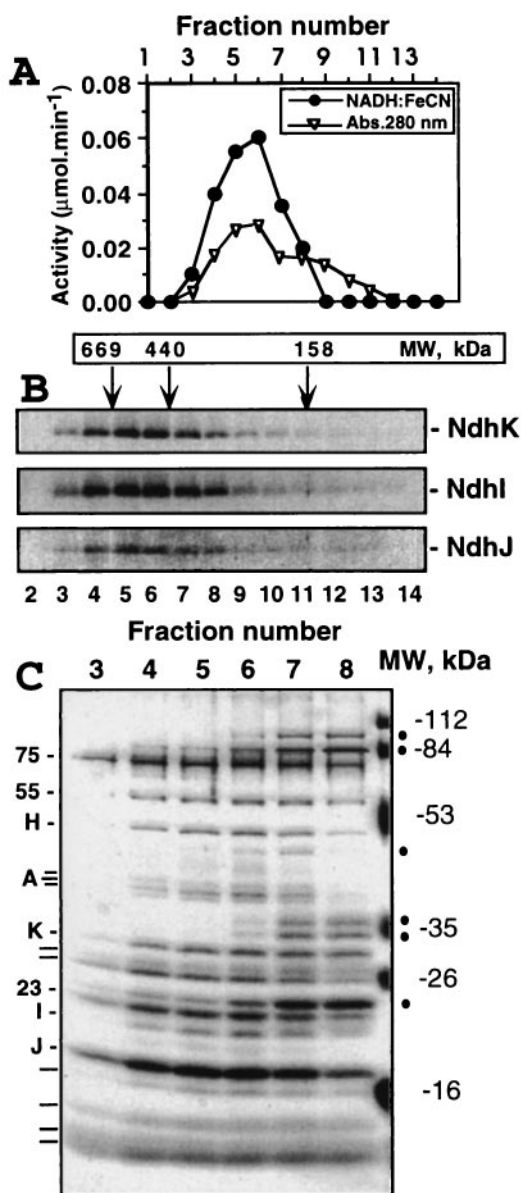 Fraction number
A
1 3 5 7 9 11 13
Activity (µmol.min⁻¹)
0.08
0.06
0.04
0.02
0.00
NADH:FeCN
Abs.280 nm
669 440 158 MW, kDa
B
- NdhK
- NdhI
- NdhJ
2 3 4 5 6 7 8 9 10 11 12 13 14
Fraction number
C
3 4 5 6 7 8 MW, kDa
-112
75 -
-84
55 -
H -
-53
A
K -
-35
-26
23 -
I -
J -
-16